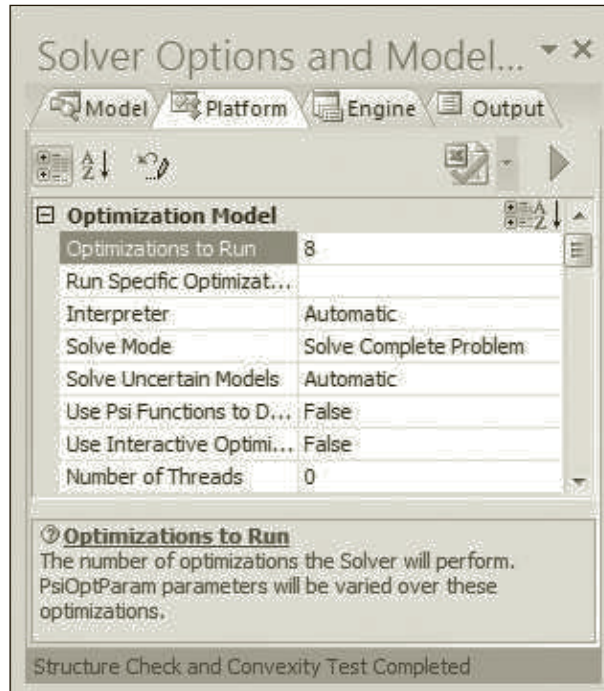 Solver Options and Model...
Model Platform Engine Output
Optimization Model
Optimizations to Run 8
Run Specific Optimizat...
Interpreter Automatic
Solve Mode Solve Complete Problem
Solve Uncertain Models Automatic
Use Psi Functions to D... False
Use Interactive Optimi... False
Number of Threads 0
Optimizations to Run
The number of optimizations the Solver will perform.
PsiOptParam parameters will be varied over these
optimizations.
Structure Check and Convexity Test Completed